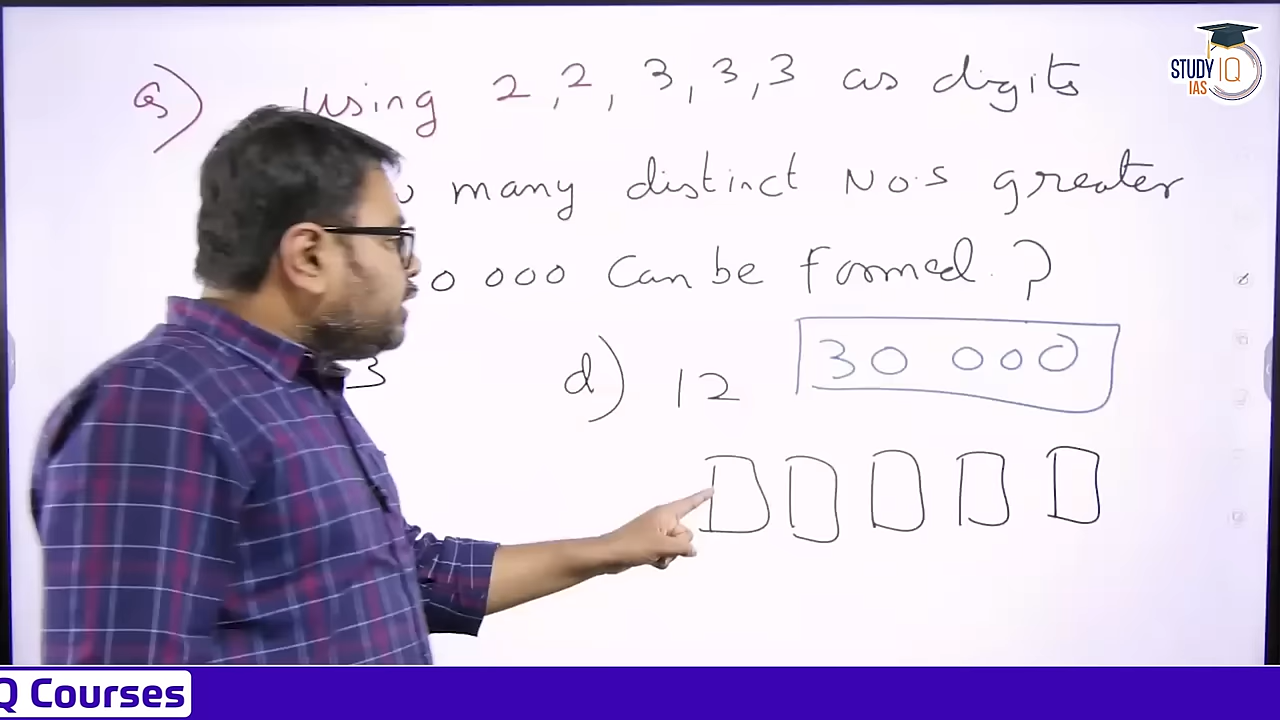 Q) Using 2, 2, 3, 3, 3 as digits
many distinct No.s greater
0 000 Can be formed. ?
3 d) 12 30 000
STUDY IQ
IAS
Q Courses